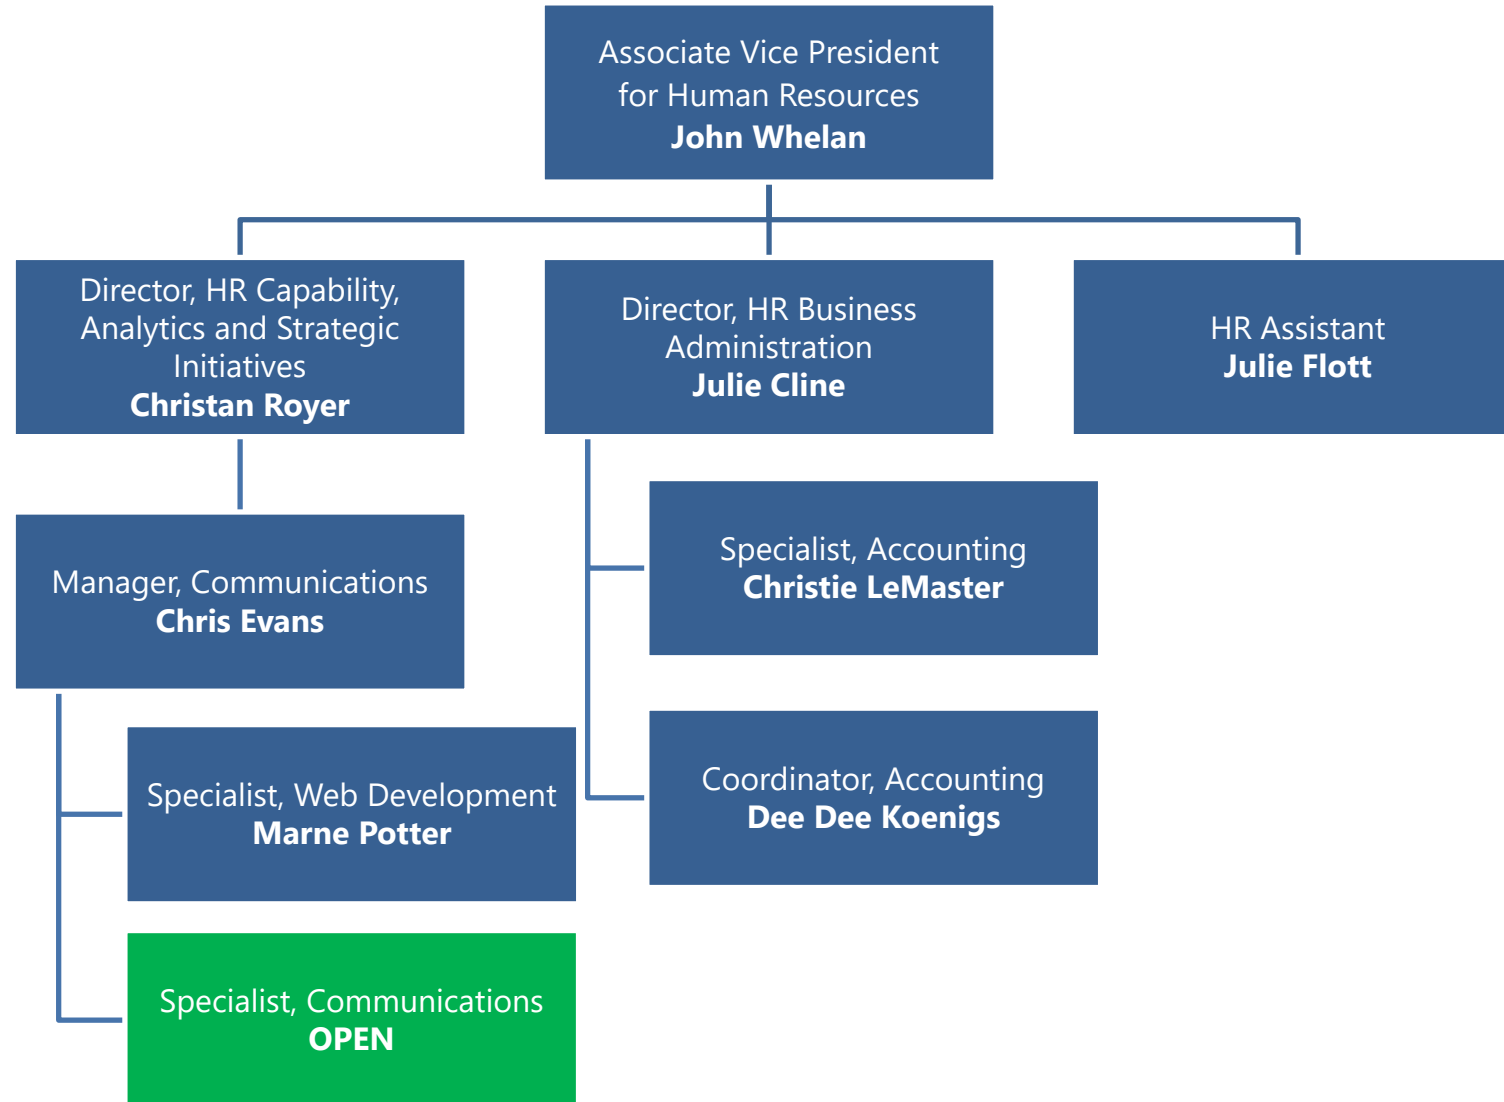 Associate Vice President
for Human Resources
John Whelan
Director, HR Capability,
Analytics and Strategic
Initiatives
Christan Royer
Director, HR Business
Administration
Julie Cline
HR Assistant
Julie Flott
Manager, Communications
Chris Evans
Specialist, Accounting
Christie LeMaster
Specialist, Web Development
Marne Potter
Coordinator, Accounting
Dee Dee Koenigs
Specialist, Communications
OPEN